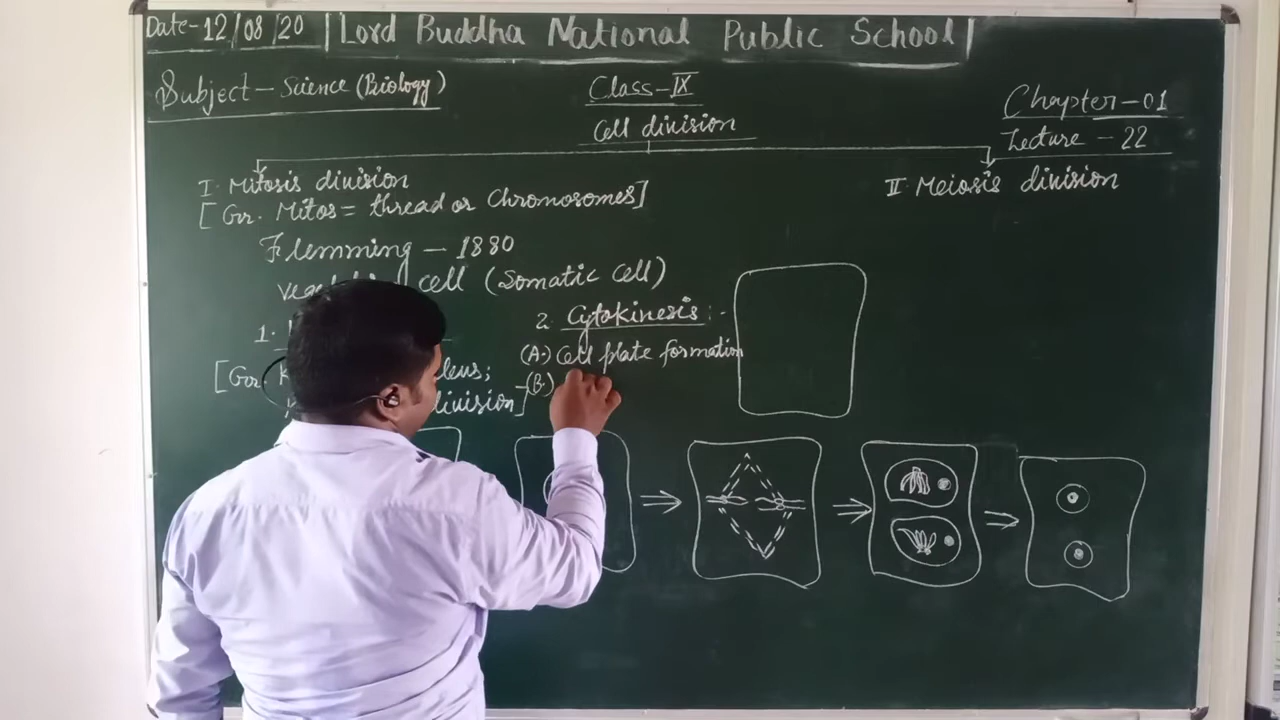 Date-12/08/20 | Lord Buddha National Public School |
Subject - Science (Biology)
Class - IX
Chapter - 01
Cell division
Lecture - 22
I. Mitosis division
II. Meiosis division
[Gr. Mitos = thread or Chromosomes]
Flemming - 1880
cell (Somatic cell)
1.
2. Cytokinesis :-
[Gr.
(A.) Cell plate formation
(B.)
division]